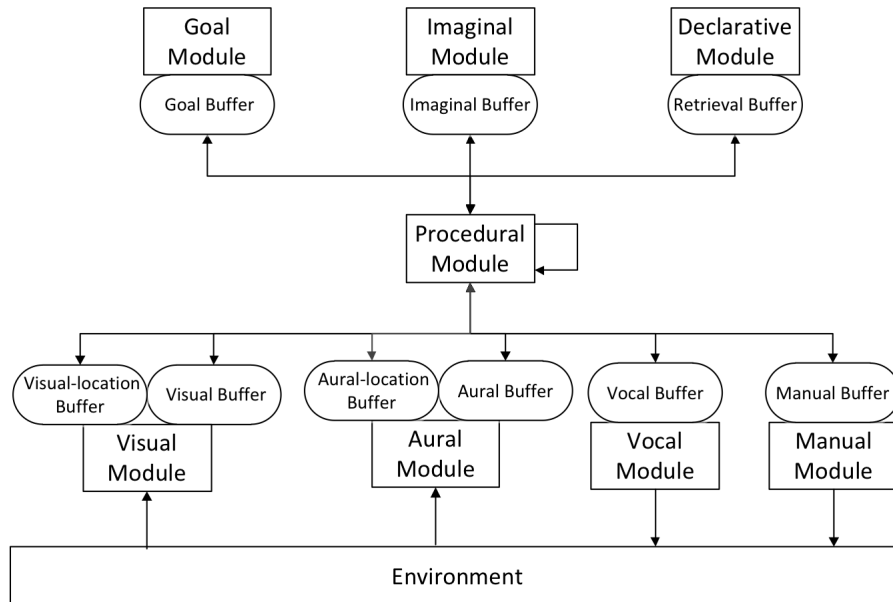 Goal
Module
Imaginal
Module
Declarative
Module
Goal Buffer
Imaginal Buffer
Retrieval Buffer
Procedural
Module
Visual-location
Buffer
Visual Buffer
Aural-location
Buffer
Aural Buffer
Vocal Buffer
Manual Buffer
Visual
Module
Aural
Module
Vocal
Module
Manual
Module
Environment